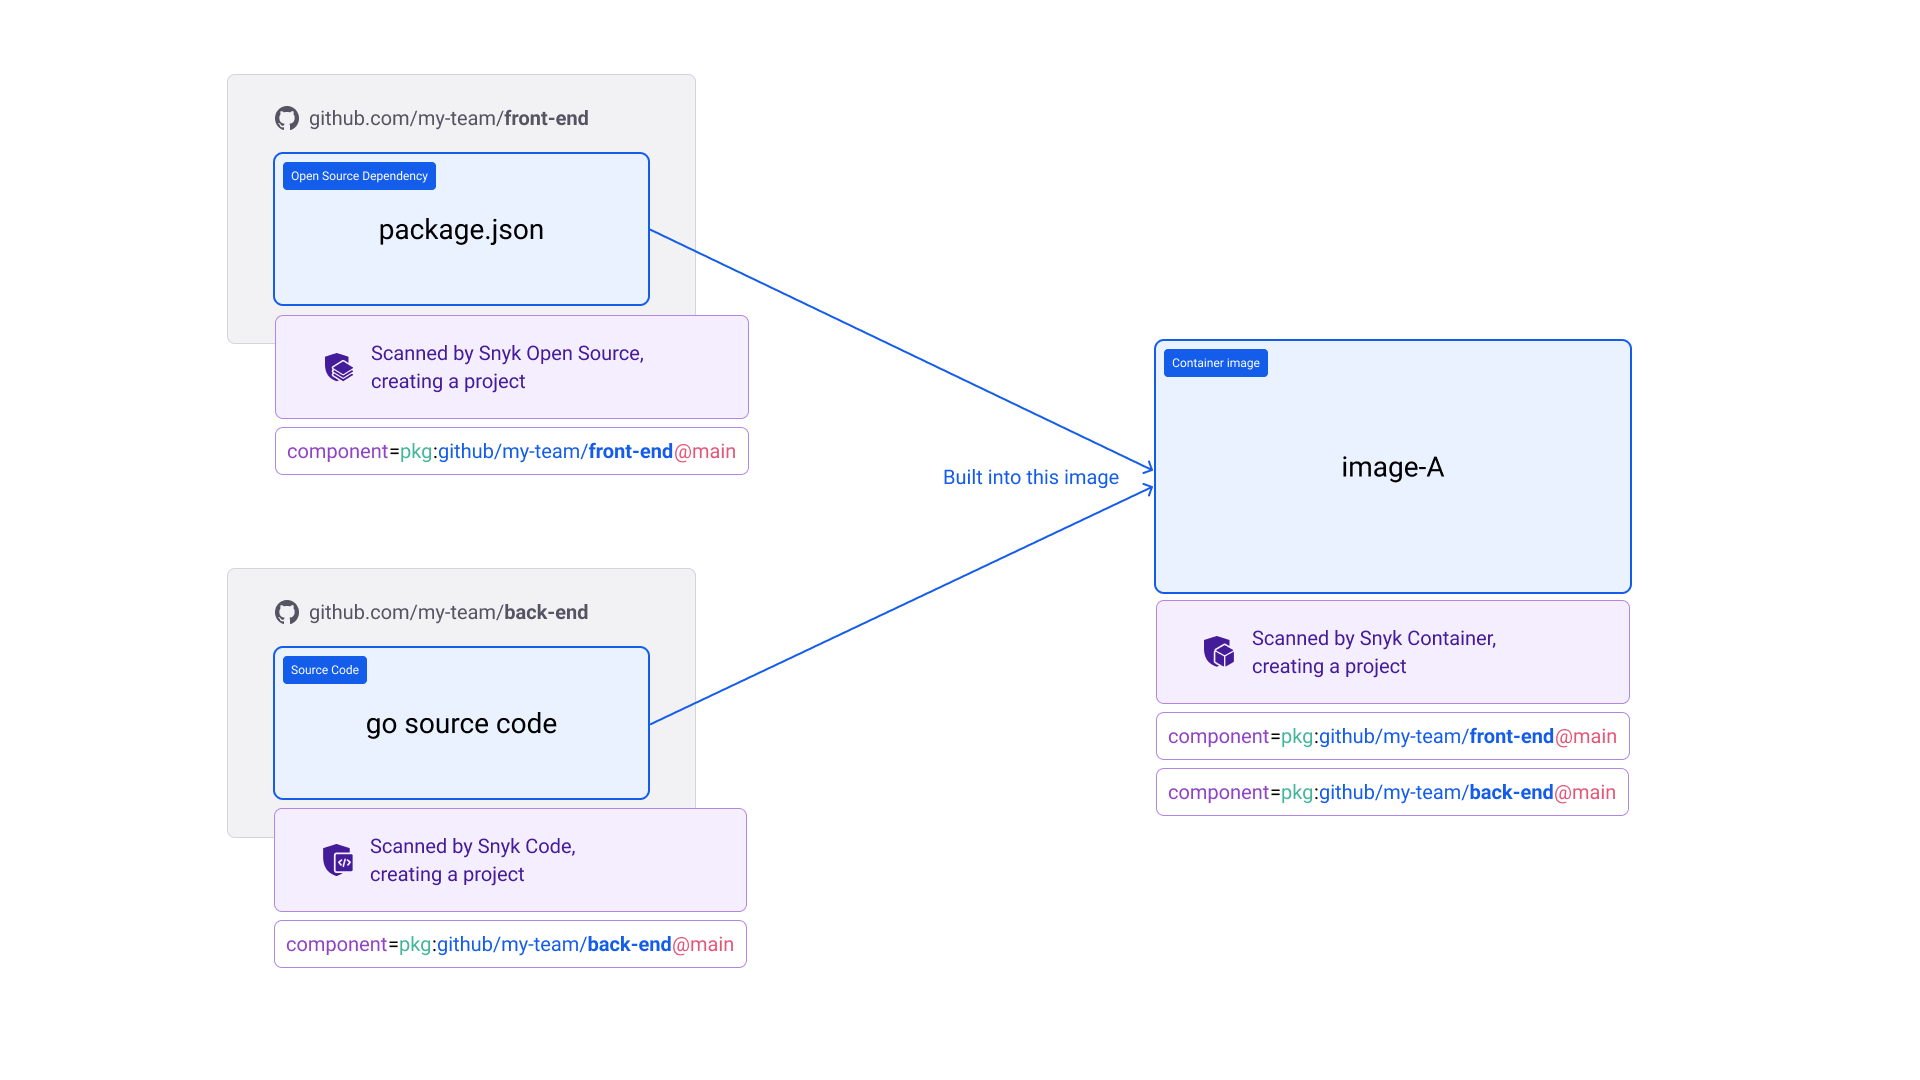 github.com/my-team/front-end
Open Source Dependency
package.json
Scanned by Snyk Open Source,
creating a project
component=pkg:github/my-team/front-end@main
github.com/my-team/back-end
Source Code
go source code
Scanned by Snyk Code,
creating a project
component=pkg:github/my-team/back-end@main
Built into this image
Container image
image-A
Scanned by Snyk Container,
creating a project
component=pkg:github/my-team/front-end@main
component=pkg:github/my-team/back-end@main